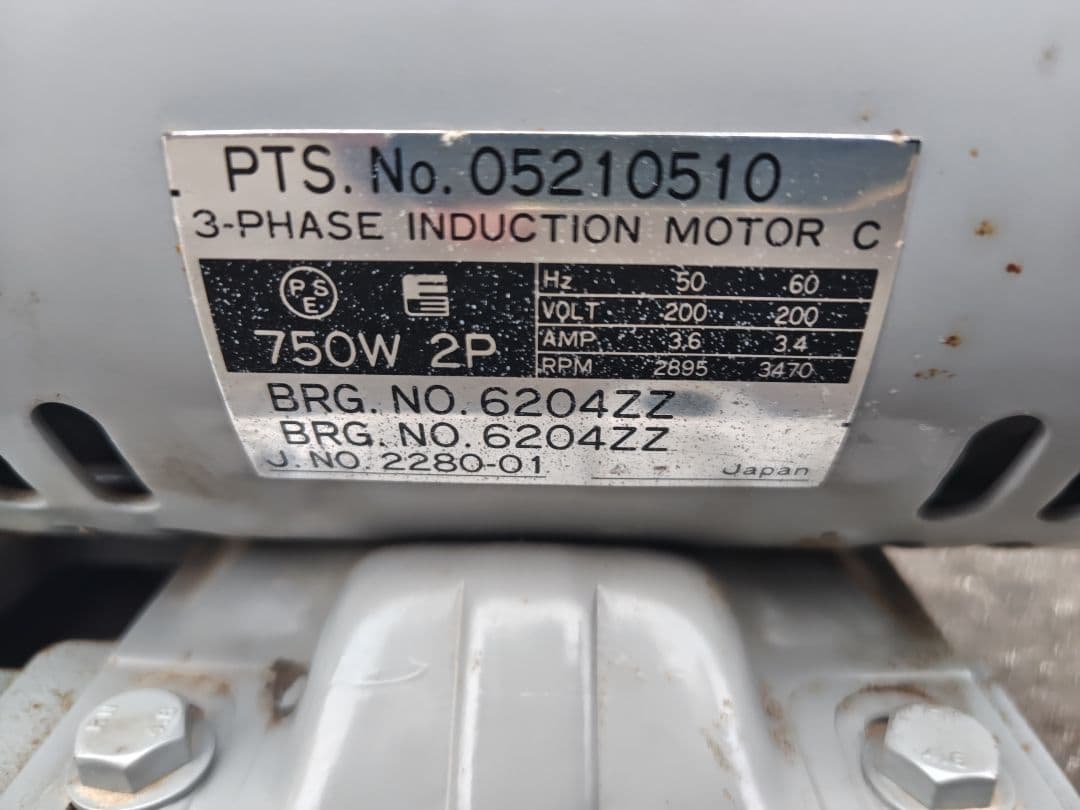 PTS. No. 05210510
3-PHASE INDUCTION MOTOR C
PSE
750W 2P
Hz 50 60
VOLT 200 200
AMP 3.6 3.4
RPM 2895 3470
BRG. NO. 6204ZZ
BRG. NO. 6204ZZ
J. NO. 2280-01
Japan